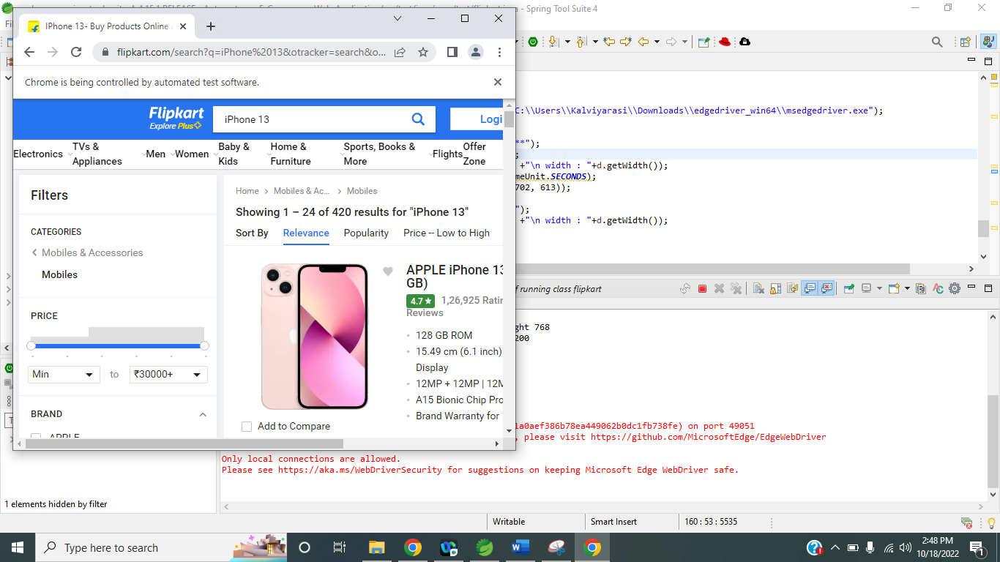 - Spring Tool Suite 4
IPhone 13- Buy Products Online
flipkart.com/search?q=iPhone%2013&otracker=search&o...
Chrome is being controlled by automated test software.
Flipkart
Explore Plus
iPhone 13
Logi
Electronics
TVs &
Appliances
Men
Women
Baby &
Kids
Home &
Furniture
Sports, Books &
More
Flights
Offer
Zone
Filters
CATEGORIES
Mobiles & Accessories
Mobiles
PRICE
Min
to
₹30000+
BRAND
APPLE
Home
Mobiles & Ac...
Mobiles
Showing 1 – 24 of 420 results for "iPhone 13"
Sort By
Relevance
Popularity
Price -- Low to High
APPLE iPhone 13
GB)
4.7 ★
1,26,925 Ratin
Reviews
128 GB ROM
15.49 cm (6.1 inch)
Display
12MP + 12MP | 12M
A15 Bionic Chip Pro
Brand Warranty for
Add to Compare
C:\\Users\\Kalviyarasi\\Downloads\\edgedriver_win64\\msedgedriver.exe");
**");
;
+"\n width : "+d.getWidth());
meUnit.SECONDS);
702, 613));
");
+"\n width : "+d.getWidth());
f running class flipkart
ght 768
200
1a0aef386b78ea449062b0dc1fb738fe) on port 49051
, please visit https://github.com/MicrosoftEdge/EdgeWebDriver
Only local connections are allowed.
Please see https://aka.ms/WebDriverSecurity for suggestions on keeping Microsoft Edge WebDriver safe.
1 elements hidden by filter
Writable
Smart Insert
160 : 53 : 5535
Type here to search
2:48 PM
10/18/2022
1